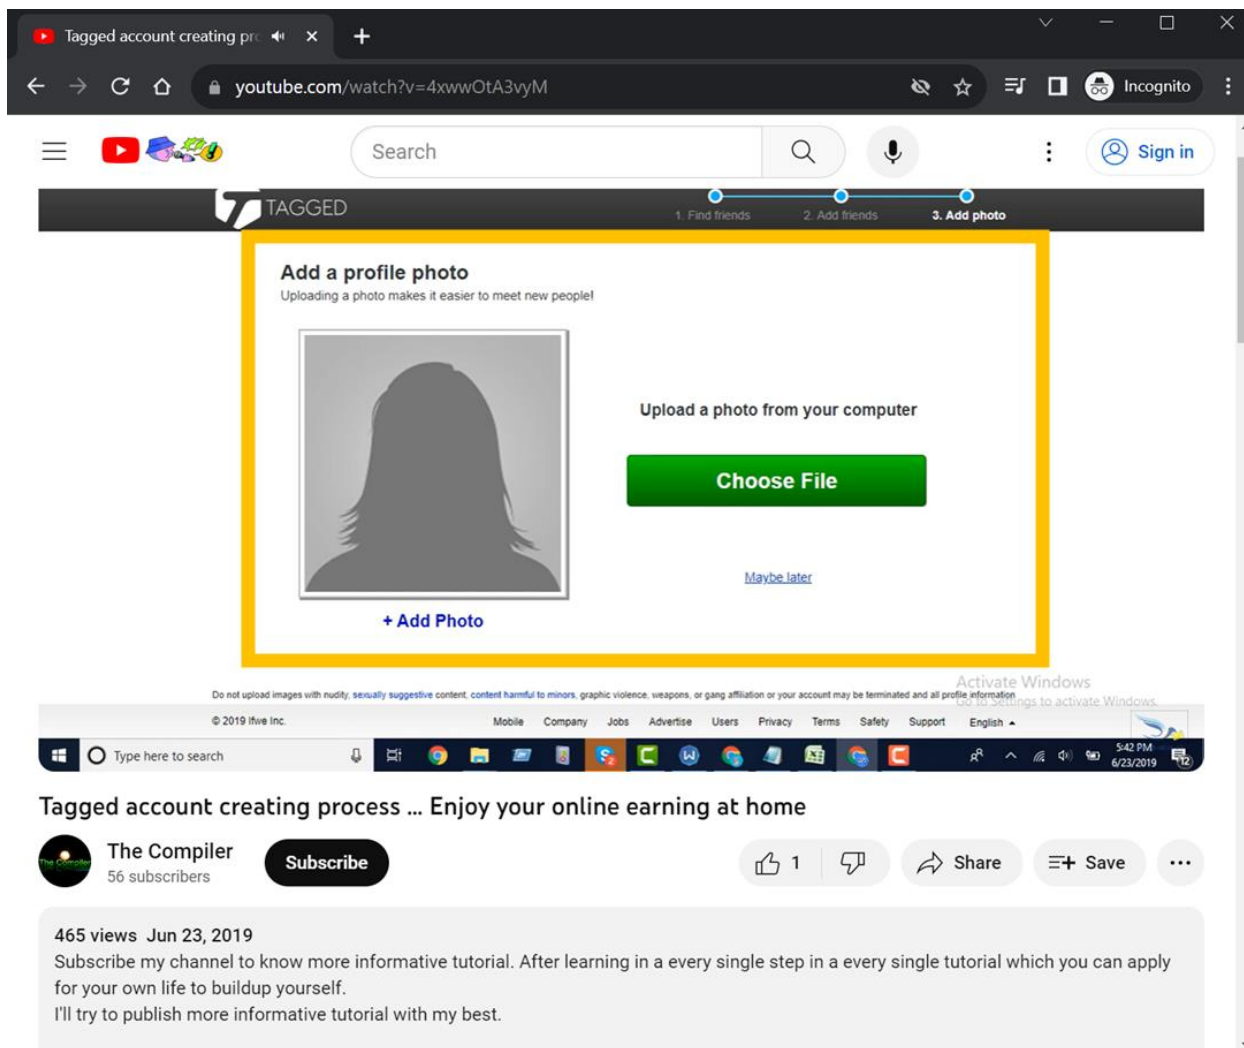 Tagged account creating pro
youtube.com/watch?v=4xwwOtA3vyM
Incognito
Search
Sign in
TAGGED
1. Find friends 2. Add friends 3. Add photo
Add a profile photo
Uploading a photo makes it easier to meet new people!
Upload a photo from your computer
Choose File
Maybe later
+ Add Photo
Activate Windows
Go to Settings to activate Windows.
Do not upload images with nudity, sexually suggestive content, content harmful to minors, graphic violence, weapons, or gang affiliation or your account may be terminated and all profile information
© 2019 Ifwe Inc. Mobile Company Jobs Advertise Users Privacy Terms Safety Support English
Type here to search
5:42 PM
6/23/2019
12
Tagged account creating process ... Enjoy your online earning at home
The Compiler
56 subscribers
Subscribe
1
Share
Save
465 views Jun 23, 2019
Subscribe my channel to know more informative tutorial. After learning in a every single step in a every single tutorial which you can apply
for your own life to buildup yourself.
I'll try to publish more informative tutorial with my best.